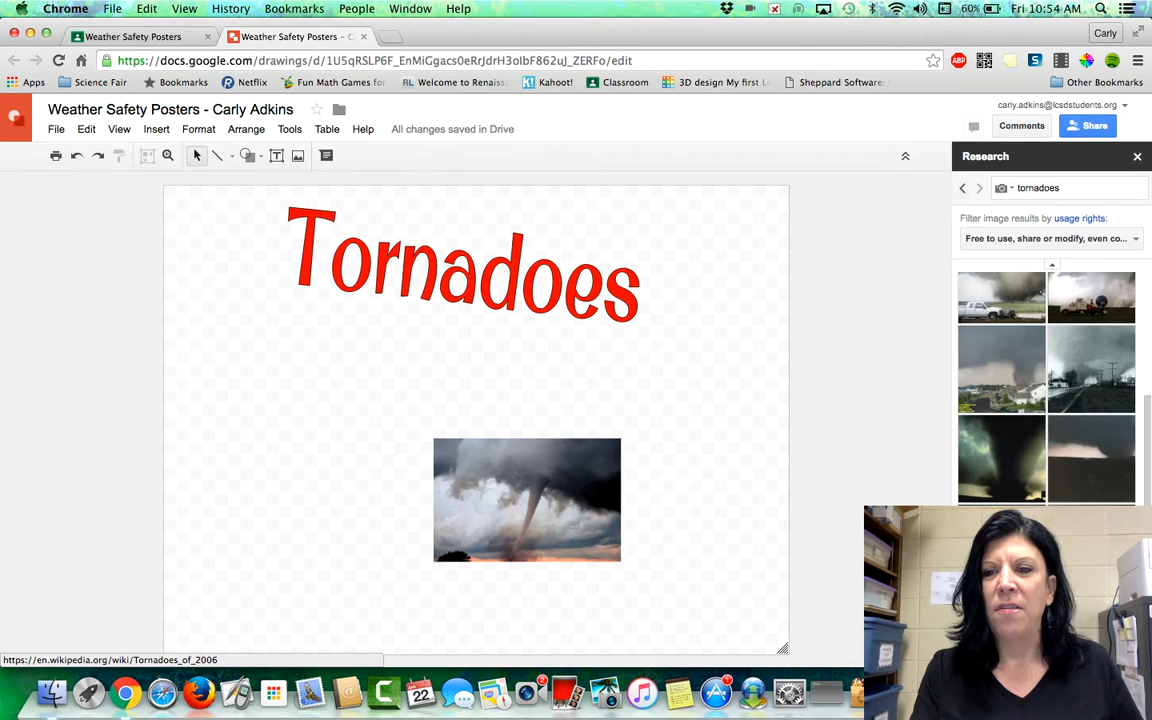 Chrome File Edit View History Bookmarks People Window Help 60% Fri 10:54 AM
Weather Safety Posters Weather Safety Posters - C Carly
https://docs.google.com/drawings/d/1U5qRSLP6F_EnMiGgacs0eRrJdrH3oIbF862uJ_ZERFo/edit
Apps Science Fair Bookmarks Netflix Fun Math Games for RL Welcome to Renaiss Kahoot! Classroom 3D design My first L Sheppard Software: Other Bookmarks
Weather Safety Posters - Carly Adkins carly.adkins@lcsdstudents.org
File Edit View Insert Format Arrange Tools Table Help All changes saved in Drive Comments Share
Research
tornadoes
Filter image results by usage rights:
Free to use, share or modify, even co...
Tornadoes
https://en.wikipedia.org/wiki/Tornadoes_of_2006
22
2
1